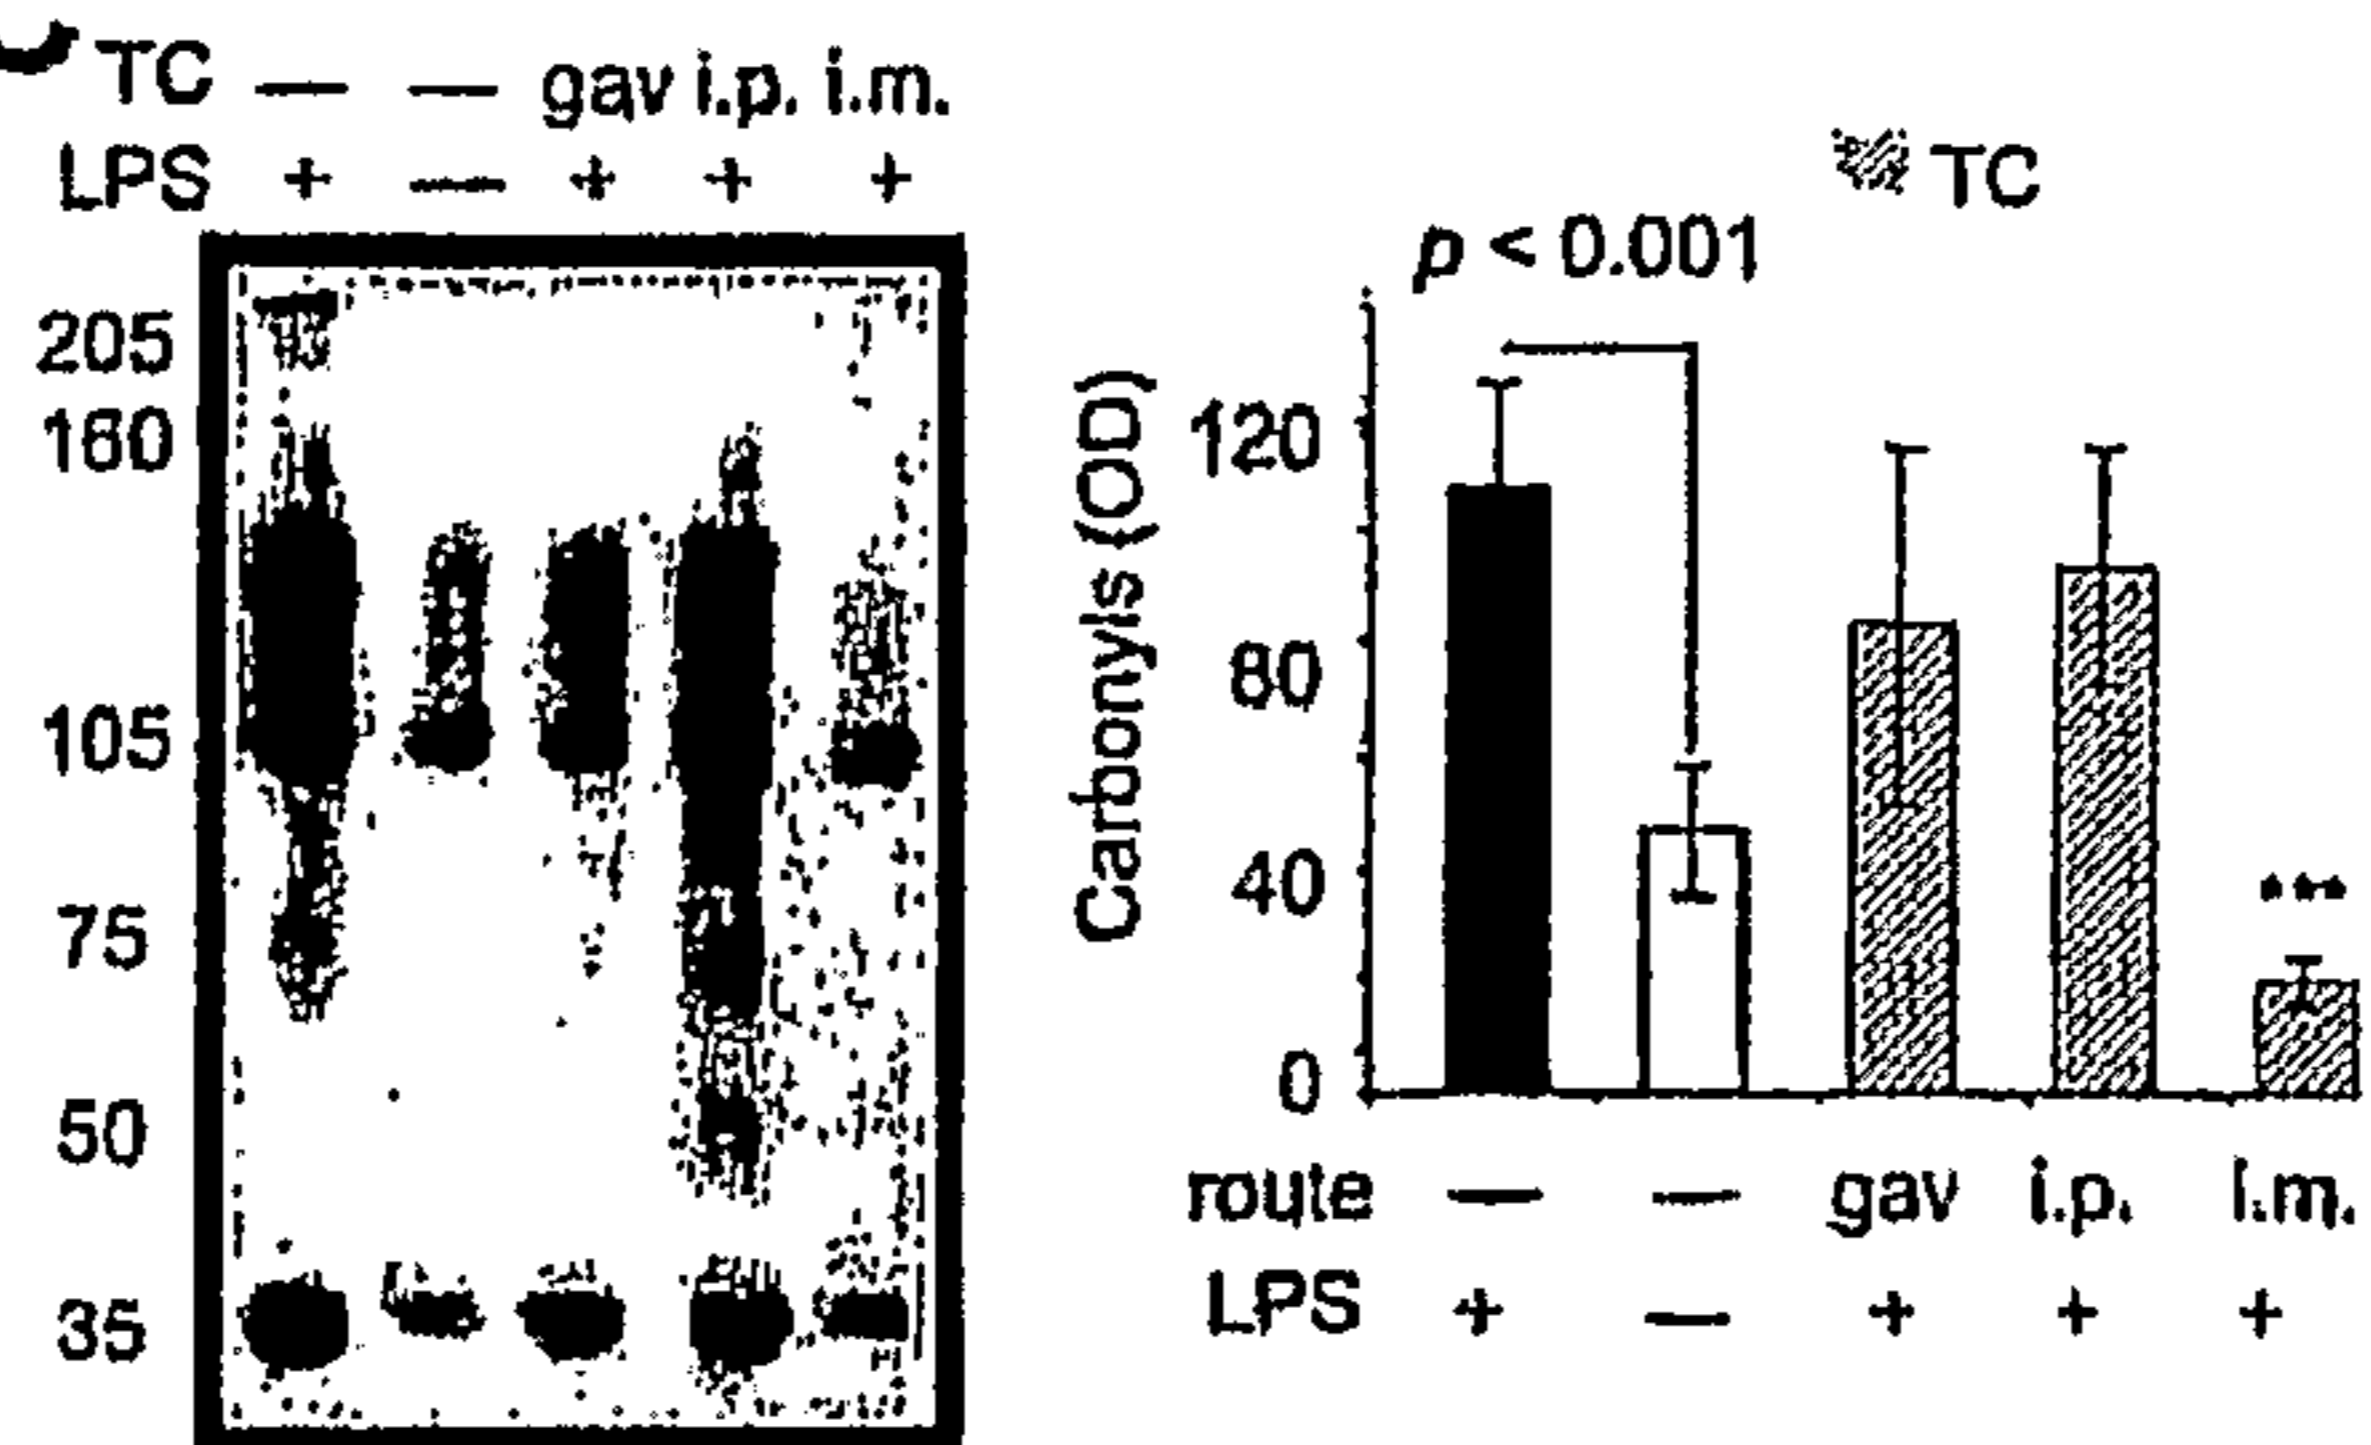 TC — — gav i.p. i.m.
LPS + — + + +
205
160
105
75
50
35
TC
p < 0.001
Carbonyls (OD)
120
80
40
0
***
route — — gav i.p. i.m.
LPS + — + + +